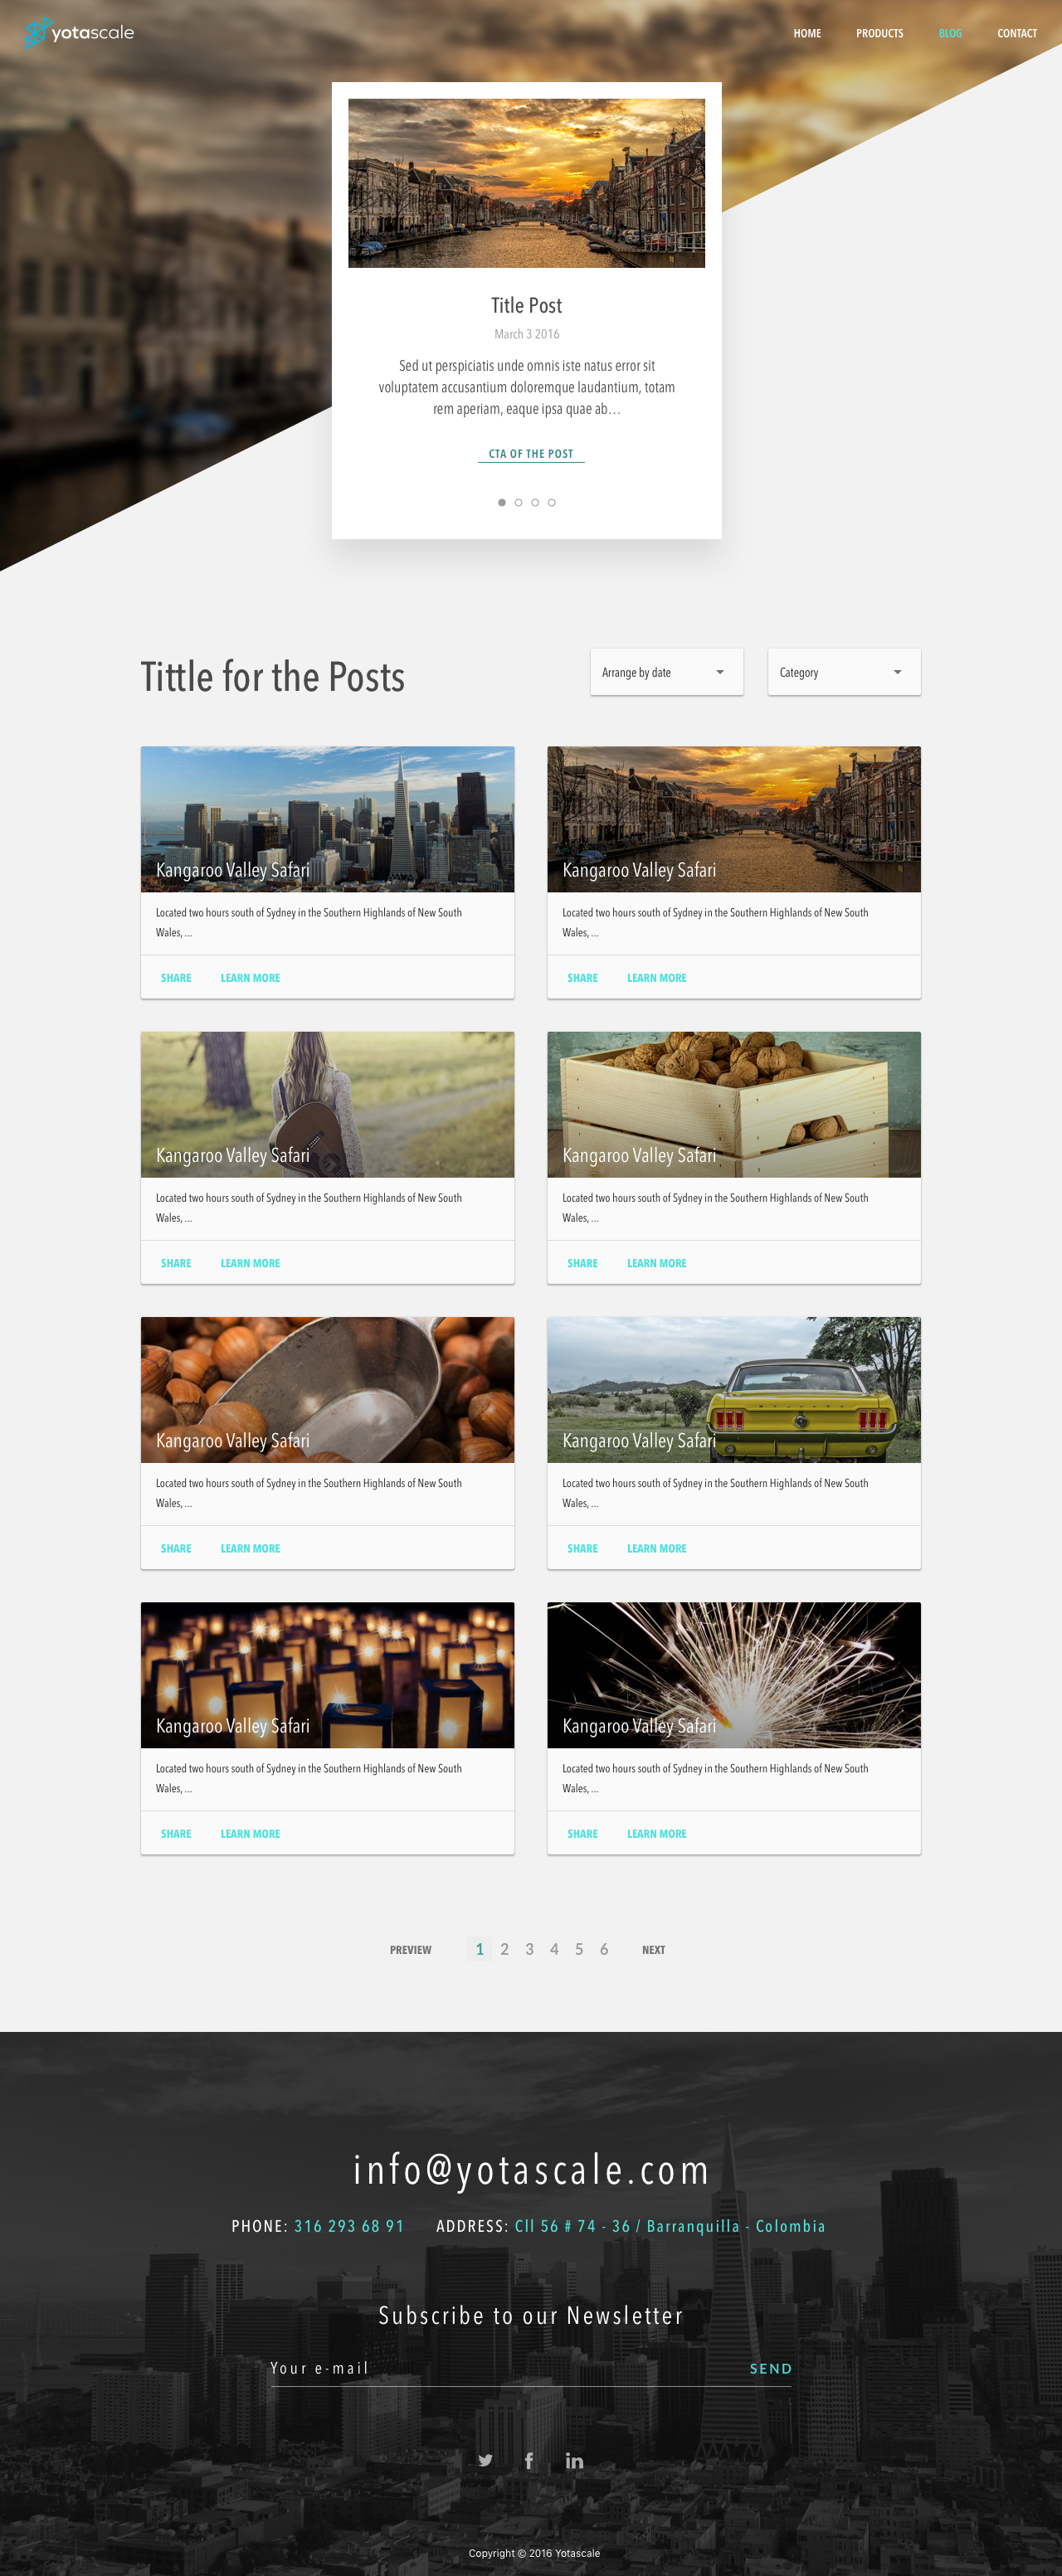 yotascale
HOME PRODUCTS BLOG CONTACT
Title Post
March 3 2016
Sed ut perspiciatis unde omnis iste natus error sit
voluptatem accusantium doloremque laudantium, totam
rem aperiam, eaque ipsa quae ab…
CTA OF THE POST
Tittle for the Posts
Arrange by date
Category
Kangaroo Valley Safari
Located two hours south of Sydney in the Southern Highlands of New South
Wales, ...
SHARE LEARN MORE
Kangaroo Valley Safari
Located two hours south of Sydney in the Southern Highlands of New South
Wales, ...
SHARE LEARN MORE
Kangaroo Valley Safari
Located two hours south of Sydney in the Southern Highlands of New South
Wales, ...
SHARE LEARN MORE
Kangaroo Valley Safari
Located two hours south of Sydney in the Southern Highlands of New South
Wales, ...
SHARE LEARN MORE
Kangaroo Valley Safari
Located two hours south of Sydney in the Southern Highlands of New South
Wales, ...
SHARE LEARN MORE
Kangaroo Valley Safari
Located two hours south of Sydney in the Southern Highlands of New South
Wales, ...
SHARE LEARN MORE
Kangaroo Valley Safari
Located two hours south of Sydney in the Southern Highlands of New South
Wales, ...
SHARE LEARN MORE
Kangaroo Valley Safari
Located two hours south of Sydney in the Southern Highlands of New South
Wales, ...
SHARE LEARN MORE
PREVIEW 1 2 3 4 5 6 NEXT
info@yotascale.com
PHONE: 316 293 68 91 ADDRESS: Cll 56 # 74 - 36 / Barranquilla - Colombia
Subscribe to our Newsletter
Your e-mail SEND
Copyright © 2016 Yotascale